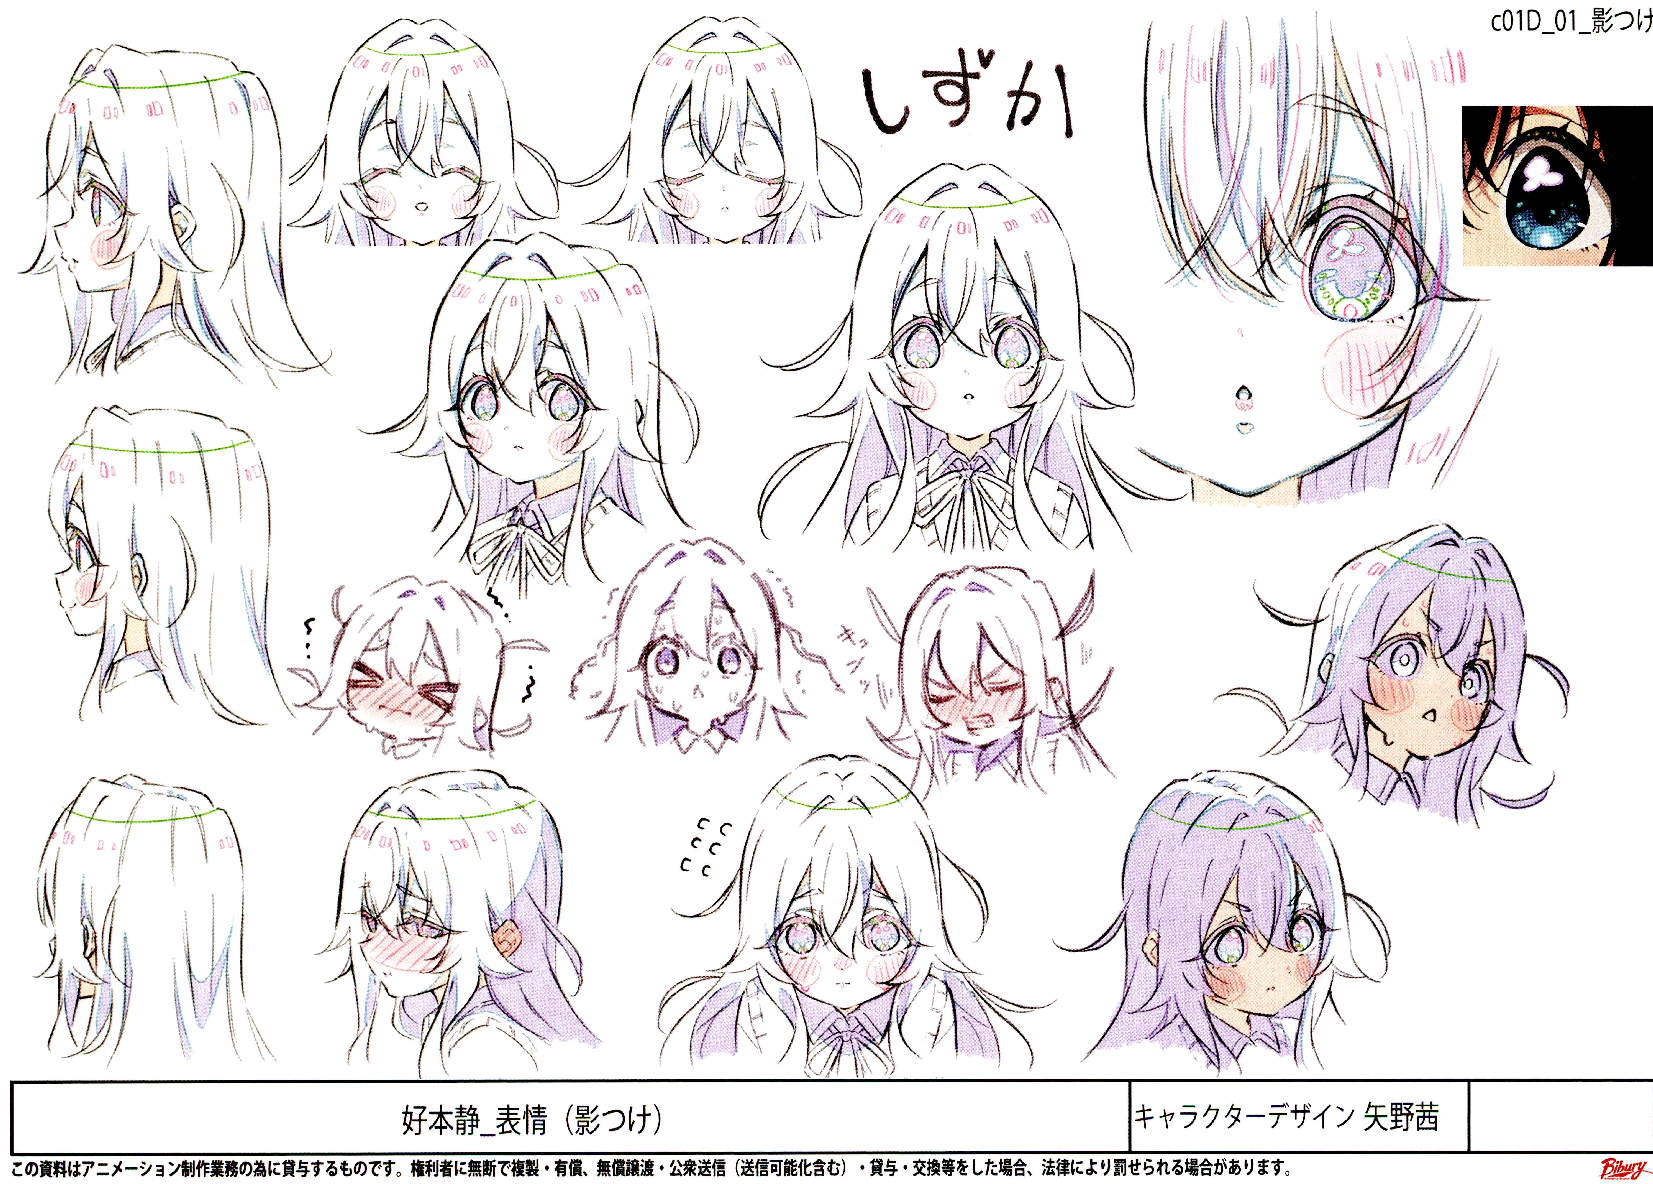 c01D_01_影つけ
しずか
キッ
好本静_表情（影つけ）
キャラクターデザイン 矢野茜
この資料はアニメーション制作業務の為に貸与するものです。権利者に無断で複製・有償、無償譲渡・公衆送信（送信可能化含む）・貸与・交換等をした場合、法律により罰せられる場合があります。
Bibury